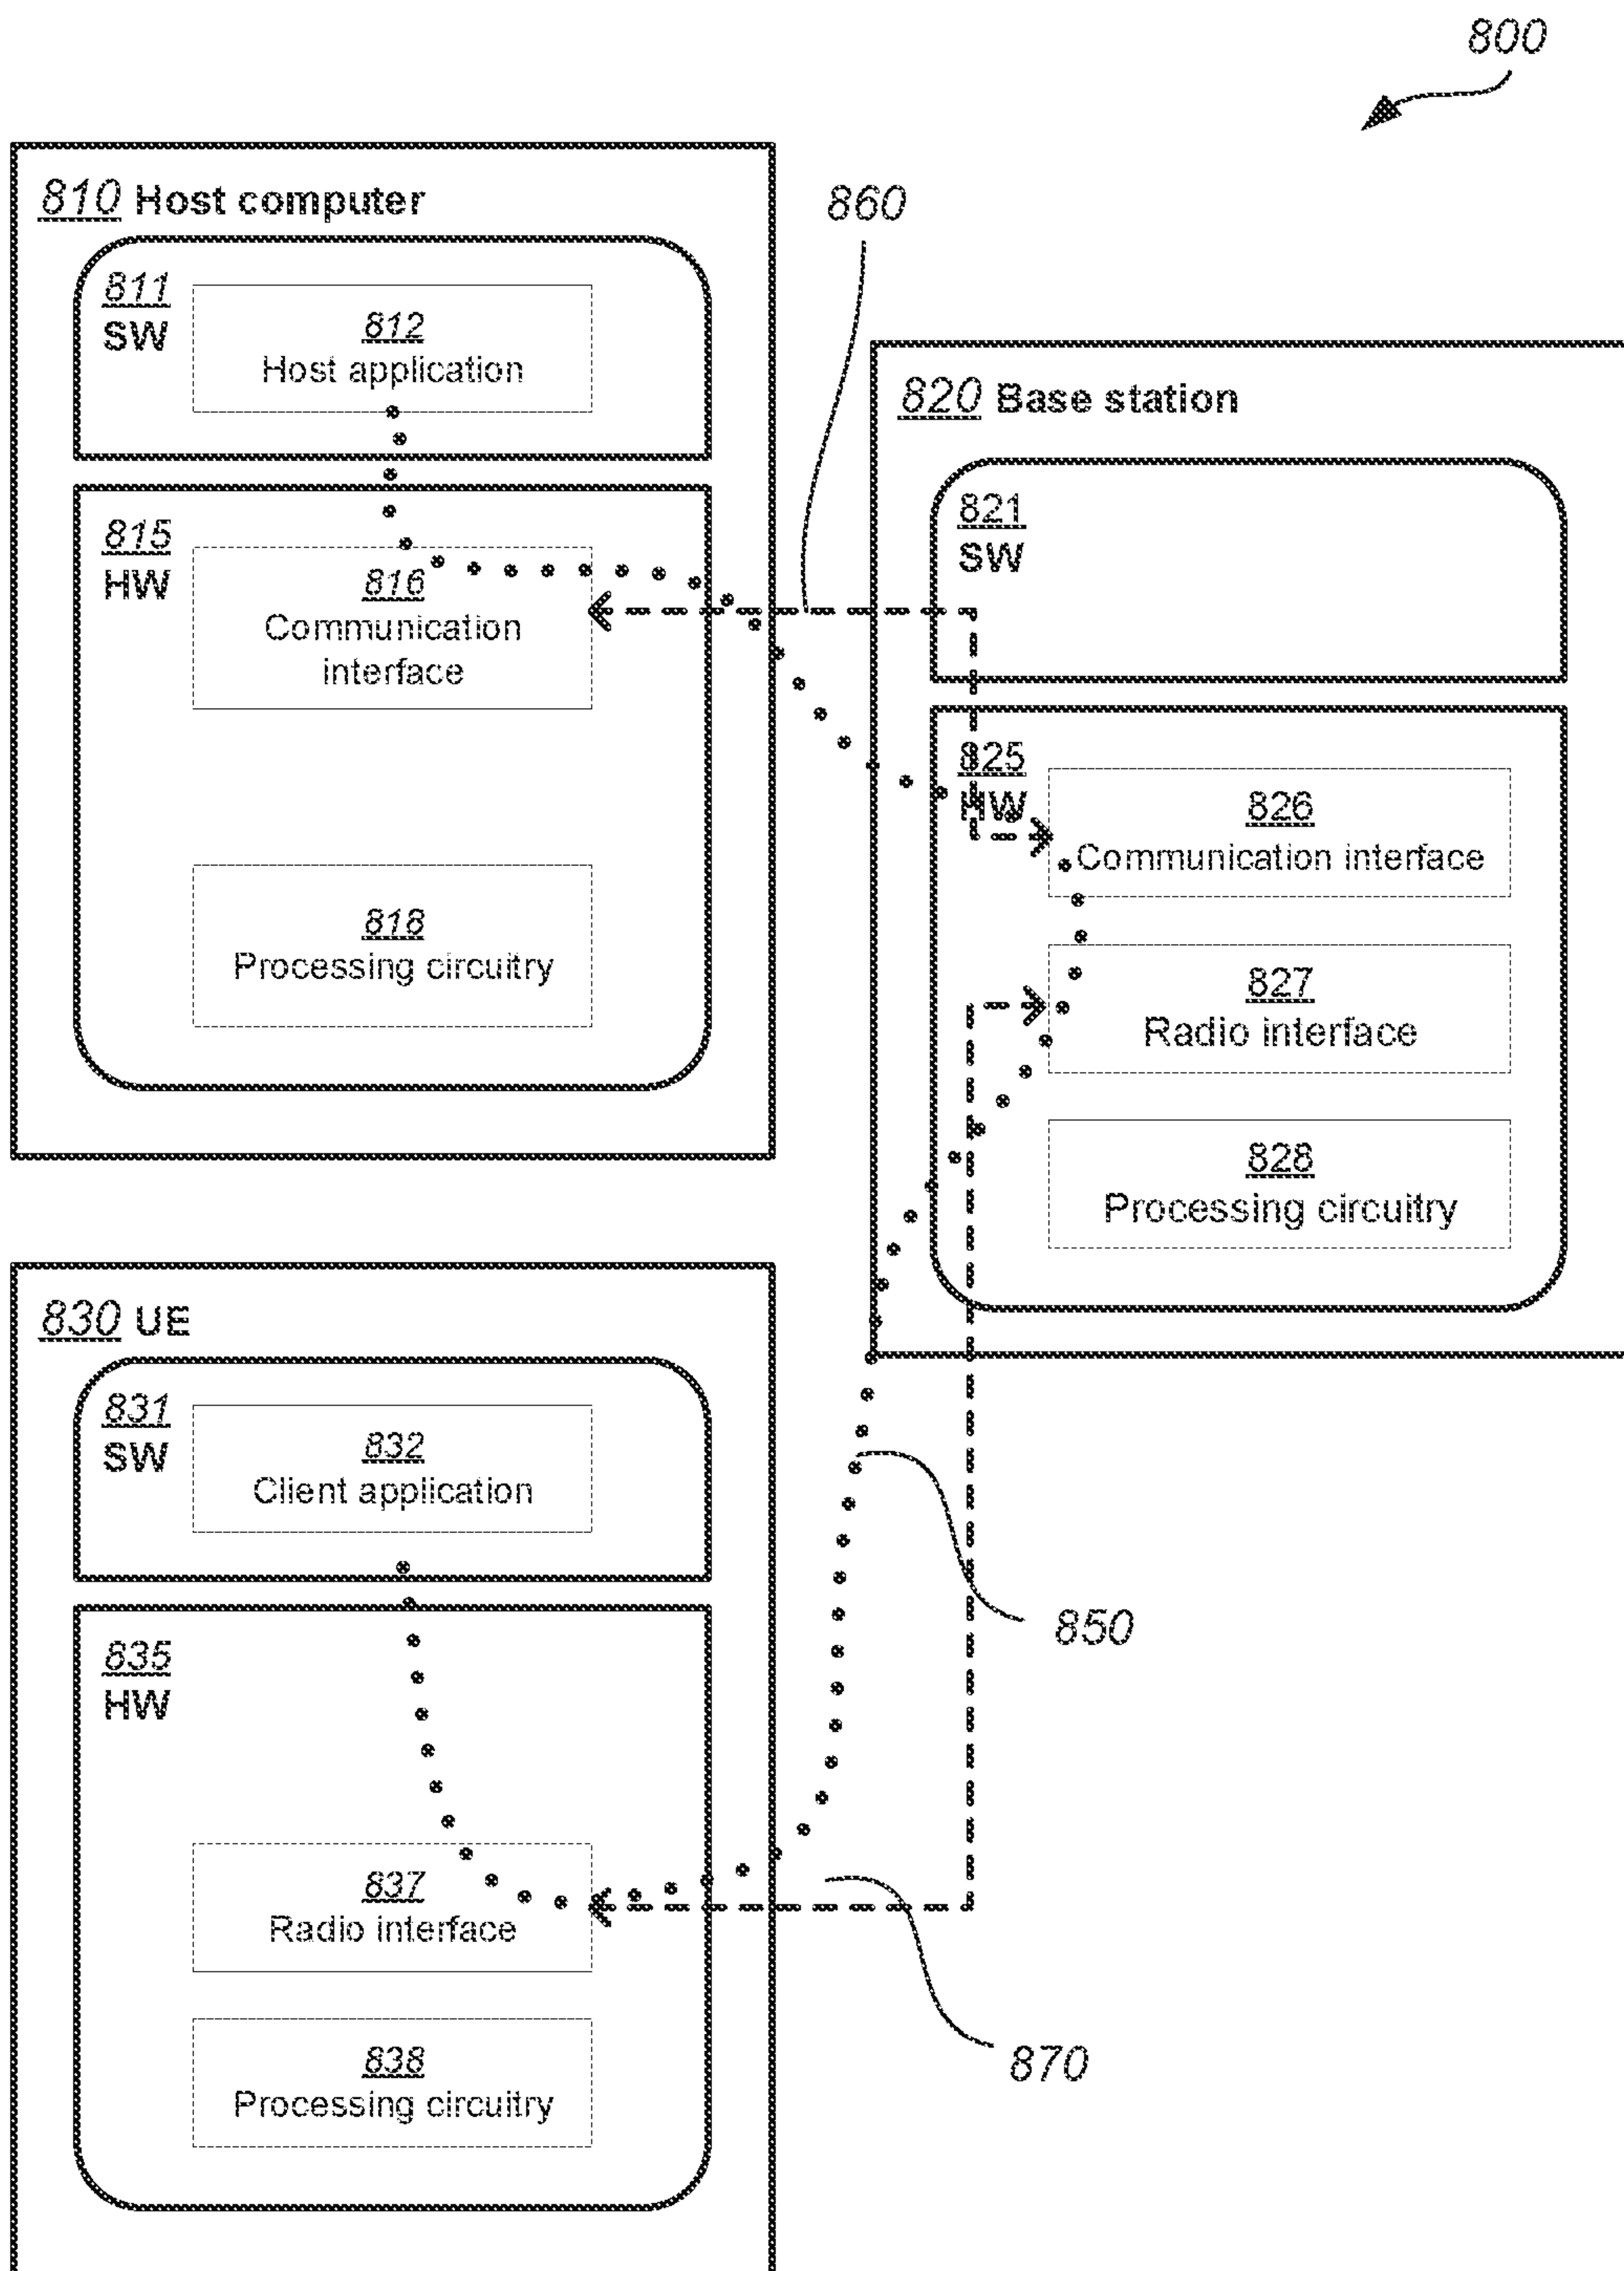 800
810 Host computer
811
SW
812
Host application
815
HW
816
Communication
interface
818
Processing circuitry
860
820 Base station
821
SW
825
HW
826
Communication interface
827
Radio interface
828
Processing circuitry
830 UE
831
SW
832
Client application
835
HW
837
Radio interface
838
Processing circuitry
850
870